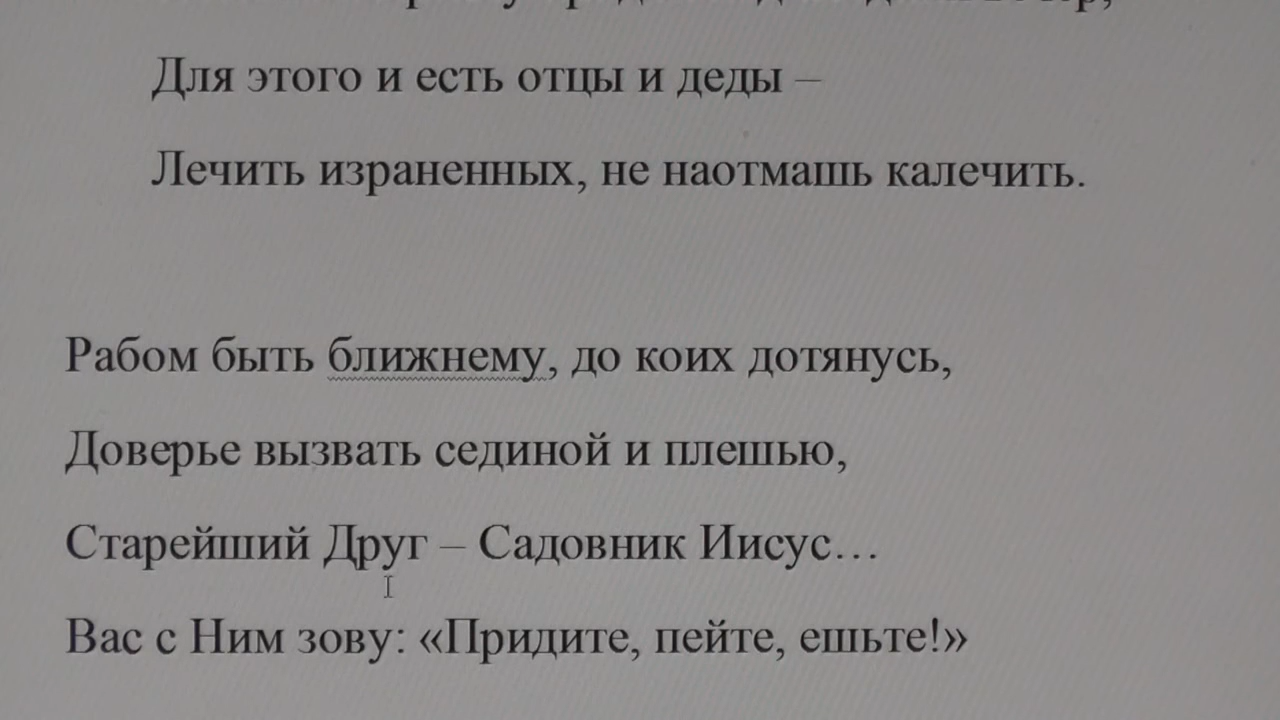 Для этого и есть отцы и деды –
Лечить израненных, не наотмашь калечить.
Рабом быть ближнему, до коих дотянусь,
Доверье вызвать сединой и плешью,
Старейший Друг – Садовник Иисус…
Вас с Ним зову: «Придите, пейте, ешьте!»